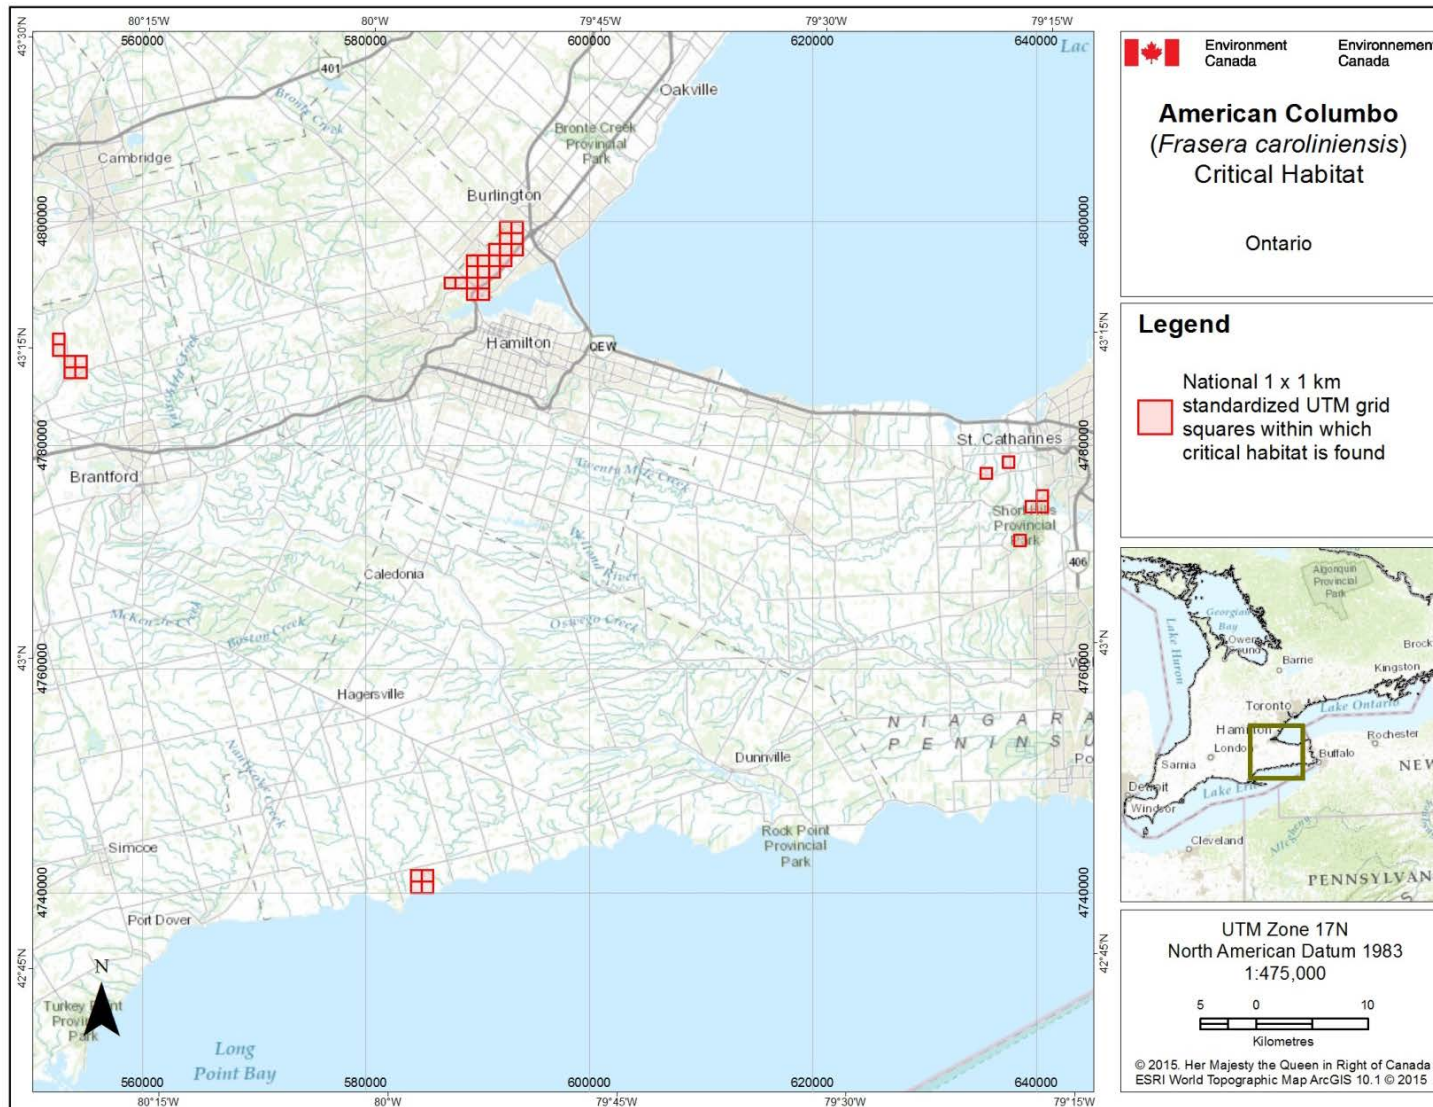 80°15'W
80°0'W
79°45'W
79°30'W
79°15'W
43°30'N
560000
580000
600000
620000
640000
Lac
401
Oakville
Bronte Creek
Bronte Creek
Provincial
Park
Cambridge
Burlington
4800000
4800000
43°15'N
43°15'N
Hamilton
QEW
4780000
4780000
St. Catharines
Brantford
Twenty Mile Creek
Short Hills
Provincial
Park
406
Welland River
Caledonia
McKenzie Creek
Boston Creek
Oswego Creek
43°N
43°N
4760000
4760000
Hagersville
NIAGARA
PENINSU
Nanticoke Creek
Dunnville
Po
Rock Point
Provincial
Park
Simcoe
4740000
4740000
Port Dover
42°45'N
42°45'N
N
Turkey Point
Provincial
Park
Long
Point Bay
560000
580000
600000
620000
640000
80°15'W
80°W
79°45'W
79°30'W
79°15'W
Environment
Canada
Environnement
Canada
American Columbo
(Frasera caroliniensis)
Critical Habitat
Ontario
Legend
National 1 x 1 km
standardized UTM grid
squares within which
critical habitat is found
Algonquin
Provincial
Park
Georgian
Bay
Lake Huron
Owen
Sound
Barrie
Brock
Kingston
Toronto
Lake Ontario
Hamilton
London
Rochester
Sarnia
Buffalo
NEW
Detroit
Lake Erie
Windsor
Cleveland
Allegheny
PENNSYLVAN
UTM Zone 17N
North American Datum 1983
1:475,000
5 0 10
Kilometres
© 2015. Her Majesty the Queen in Right of Canada
ESRI World Topographic Map ArcGIS 10.1 © 2015